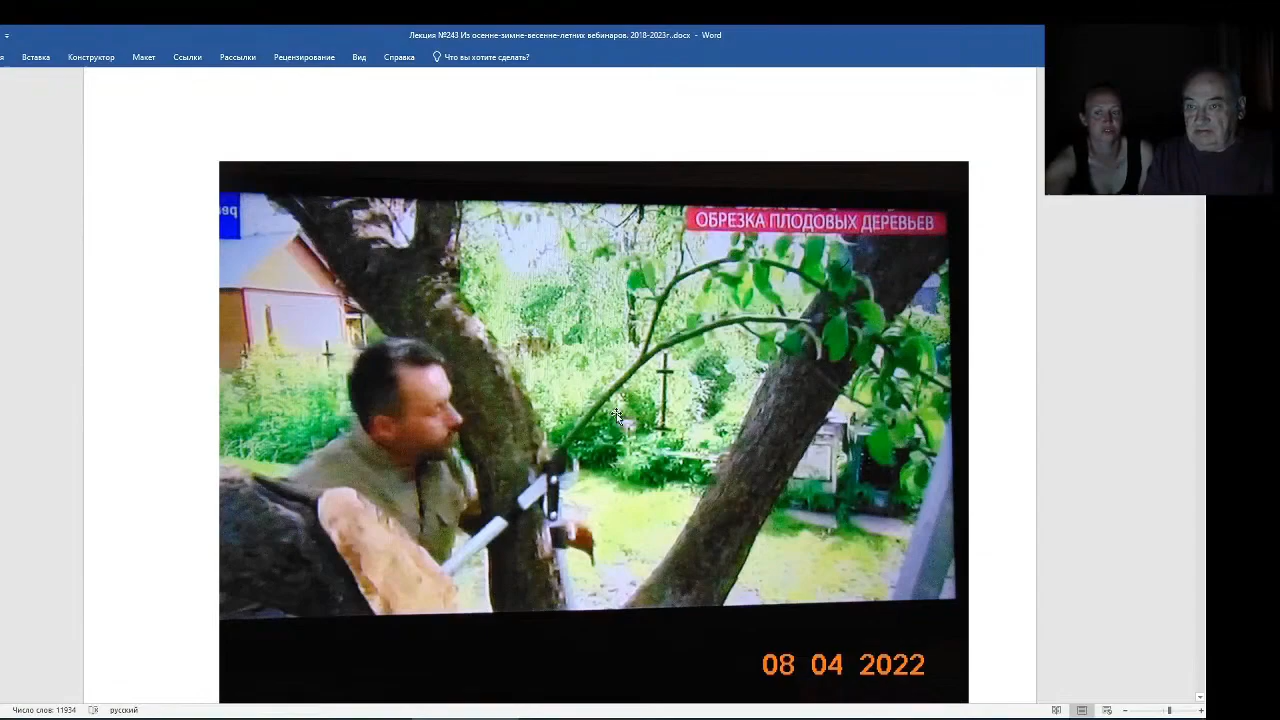 Лекция №243 Из осенне-зимне-весенне-летних вебинаров. 2018-2023г..docx - Word
Вставка Конструктор Макет Ссылки Рассылки Рецензирование Вид Справка Что вы хотите сделать?
ОБРЕЗКА ПЛОДОВЫХ ДЕРЕВЬЕВ
08 04 2022
Число слов: 11934 русский